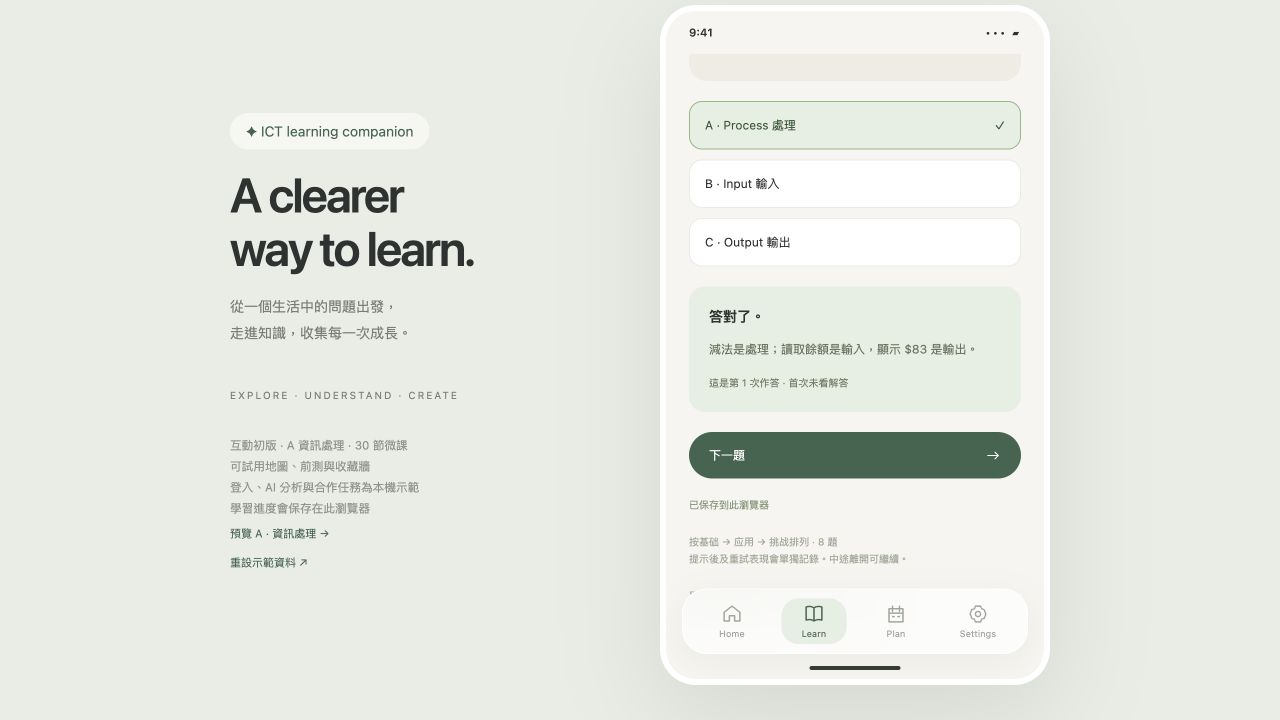 ✦ ICT learning companion
A clearer
way to learn.
從一個生活中的問題出發，
走進知識，收集每一次成長。
EXPLORE · UNDERSTAND · CREATE
互動初版 · A 資訊處理 · 30 節微課
可試用地圖、前測與收藏牆
登入、AI 分析與合作任務為本機示範
學習進度會保存在此瀏覽器
預覽 A · 資訊處理 →
重設示範資料 ↗
9:41
A · Process 處理 ✓
B · Input 輸入
C · Output 輸出
答對了。
減法是處理；讀取餘額是輸入，顯示 $83 是輸出。
這是第 1 次作答 · 首次未看解答
下一題 →
已保存到此瀏覽器
按基础 → 应用 → 挑战排列 · 8 題
提示後及重試表現會單獨記錄。中途離開可繼續。
Home
Learn
Plan
Settings